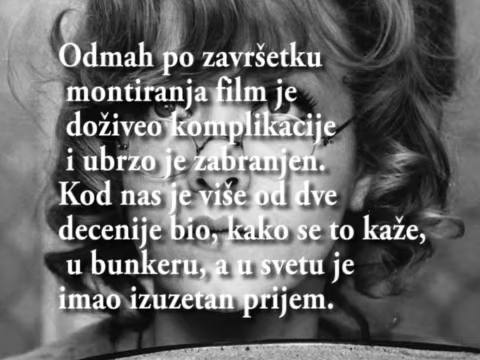 Odmah po završetku
montiranja film je
doživeo komplikacije
i ubrzo je zabranjen.
Kod nas je više od dve
decenije bio, kako se to kaže,
u bunkeru, a u svetu je
imao izuzetan prijem.